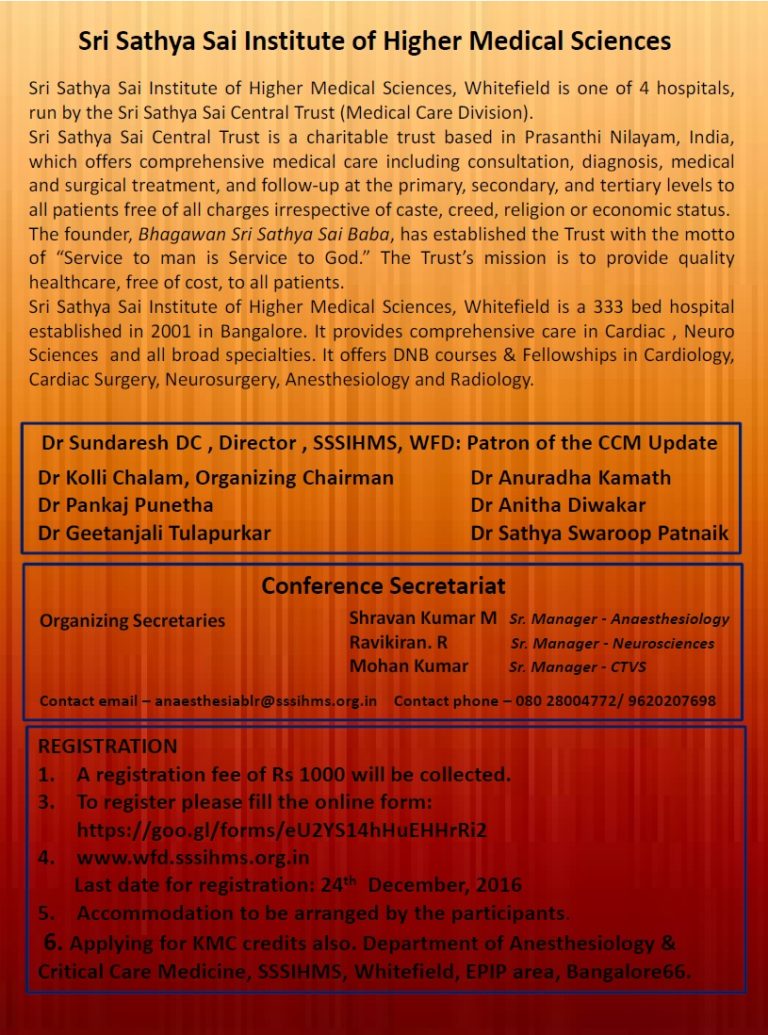 Sri Sathya Sai Institute of Higher Medical Sciences
Sri Sathya Sai Institute of Higher Medical Sciences, Whitefield is one of 4 hospitals,
run by the Sri Sathya Sai Central Trust (Medical Care Division).
Sri Sathya Sai Central Trust is a charitable trust based in Prasanthi Nilayam, India,
which offers comprehensive medical care including consultation, diagnosis, medical
and surgical treatment, and follow-up at the primary, secondary, and tertiary levels to
all patients free of all charges irrespective of caste, creed, religion or economic status.
The founder, Bhagawan Sri Sathya Sai Baba, has established the Trust with the motto
of “Service to man is Service to God.” The Trust’s mission is to provide quality
healthcare, free of cost, to all patients.
Sri Sathya Sai Institute of Higher Medical Sciences, Whitefield is a 333 bed hospital
established in 2001 in Bangalore. It provides comprehensive care in Cardiac , Neuro
Sciences and all broad specialties. It offers DNB courses & Fellowships in Cardiology,
Cardiac Surgery, Neurosurgery, Anesthesiology and Radiology.
Dr Sundaresh DC , Director , SSSIHMS, WFD: Patron of the CCM Update
Dr Kolli Chalam, Organizing Chairman Dr Anuradha Kamath
Dr Pankaj Punetha Dr Anitha Diwakar
Dr Geetanjali Tulapurkar Dr Sathya Swaroop Patnaik
Conference Secretariat
Organizing Secretaries Shravan Kumar M Sr. Manager - Anaesthesiology
Ravikiran. R Sr. Manager - Neurosciences
Mohan Kumar Sr. Manager - CTVS
Contact email – anaesthesiablr@sssihms.org.in Contact phone – 080 28004772/ 9620207698
REGISTRATION
1. A registration fee of Rs 1000 will be collected.
3. To register please fill the online form:
https://goo.gl/forms/eU2YS14hHuEHHrRi2
4. www.wfd.sssihms.org.in
Last date for registration: 24th December, 2016
5. Accommodation to be arranged by the participants.
6. Applying for KMC credits also. Department of Anesthesiology &
Critical Care Medicine, SSSIHMS, Whitefield, EPIP area, Bangalore66.